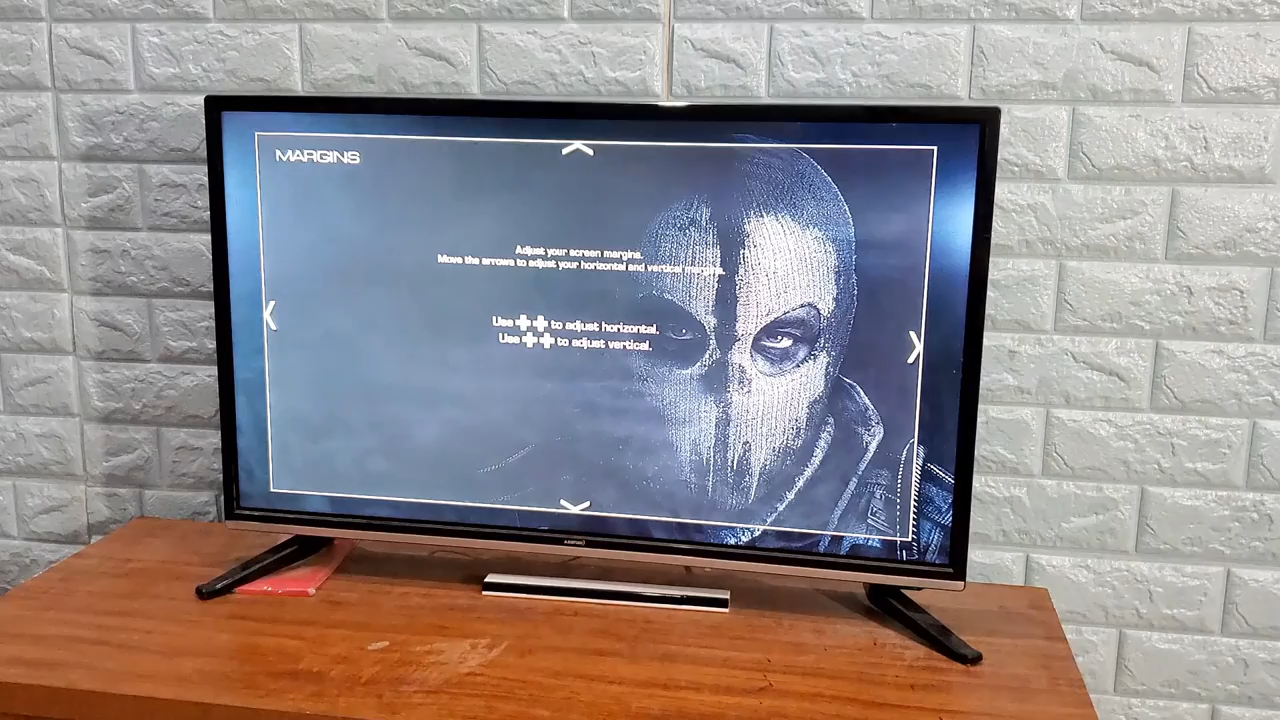 MARGINS
Adjust your screen margins.
Move the arrows to adjust your horizontal and vertical margins.
Use to adjust horizontal.
Use to adjust vertical.